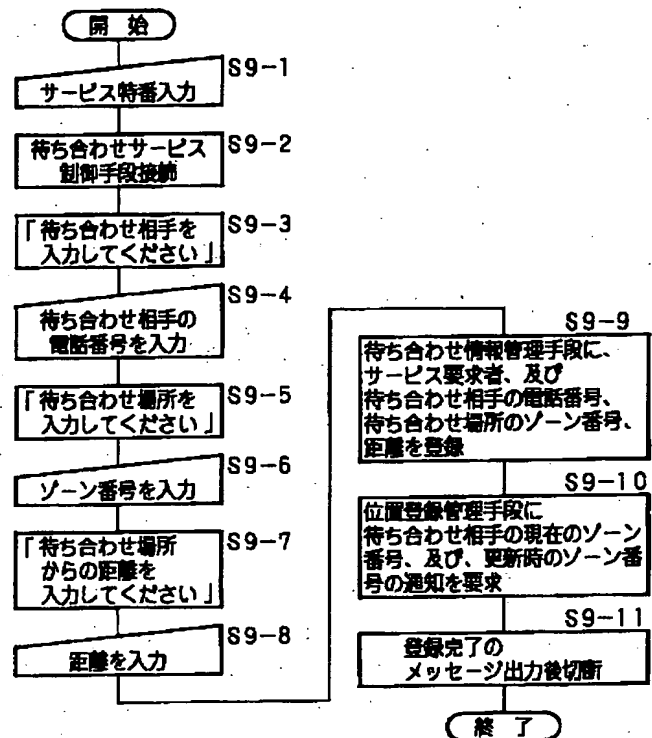 開 始
S9-1
サービス特番入力
S9-2
待ち合わせサービス
制御手段接続
S9-3
「待ち合わせ相手を
入力してください」
S9-4
待ち合わせ相手の
電話番号を入力
S9-5
「待ち合わせ場所を
入力してください」
S9-6
ゾーン番号を入力
S9-7
「待ち合わせ場所
からの距離を
入力してください」
S9-8
距離を入力
S9-9
待ち合わせ情報管理手段に、
サービス要求者、及び
待ち合わせ相手の電話番号、
待ち合わせ場所のゾーン番号、
距離を登録
S9-10
位置登録管理手段に
待ち合わせ相手の現在のゾーン
番号、及び、更新時のゾーン番
号の通知を要求
S9-11
登録完了の
メッセージ出力後切断
終 了